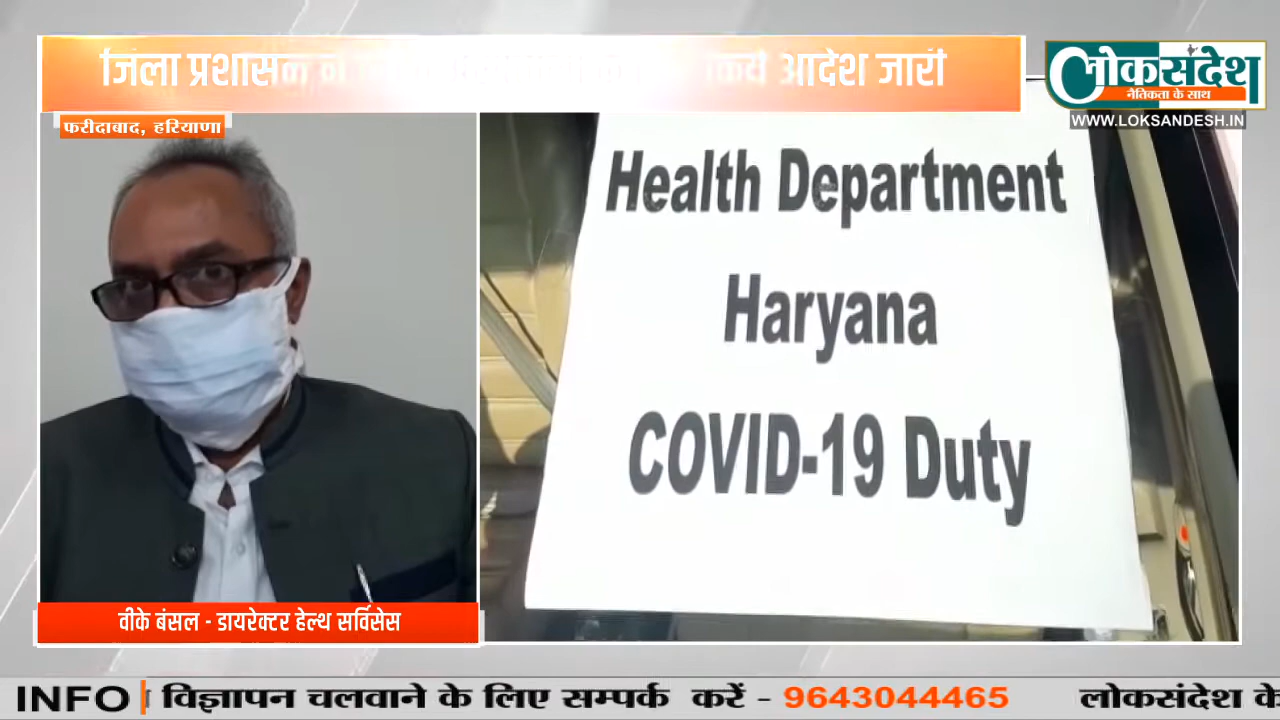 जिला प्रशासन ने आदेश जारी
लोकसंदेश
नैतिकता के साथ
WWW.LOKSANDESH.IN
फरीदाबाद, हरियाणा
Health Department
Haryana
COVID-19 Duty
वीके बंसल - डायरेक्टर हेल्थ सर्विसेस
INFO विज्ञापन चलवाने के लिए सम्पर्क करें - 9643044465 लोकसंदेश के